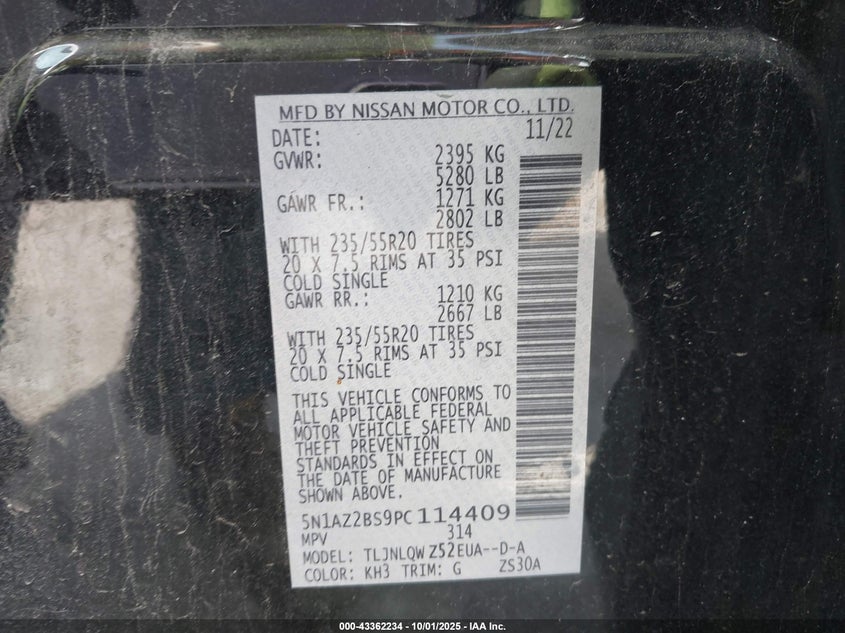 MFD BY NISSAN MOTOR CO., LTD.
DATE: 11/22
GVWR: 2395 KG
5280 LB
GAWR FR.: 1271 KG
2802 LB
WITH 235/55R20 TIRES
20 X 7.5 RIMS AT 35 PSI
COLD SINGLE
GAWR RR.: 1210 KG
2667 LB
WITH 235/55R20 TIRES
20 X 7.5 RIMS AT 35 PSI
COLD SINGLE
THIS VEHICLE CONFORMS TO
ALL APPLICABLE FEDERAL
MOTOR VEHICLE SAFETY AND
THEFT PREVENTION
STANDARDS IN EFFECT ON
THE DATE OF MANUFACTURE
SHOWN ABOVE.
5N1AZ2BS9PC114409
MPV 314
MODEL: TLJNLQW Z52EUA--D-A
COLOR: KH3 TRIM: G ZS30A
000-43362234 - 10/01/2025 - IAA Inc.